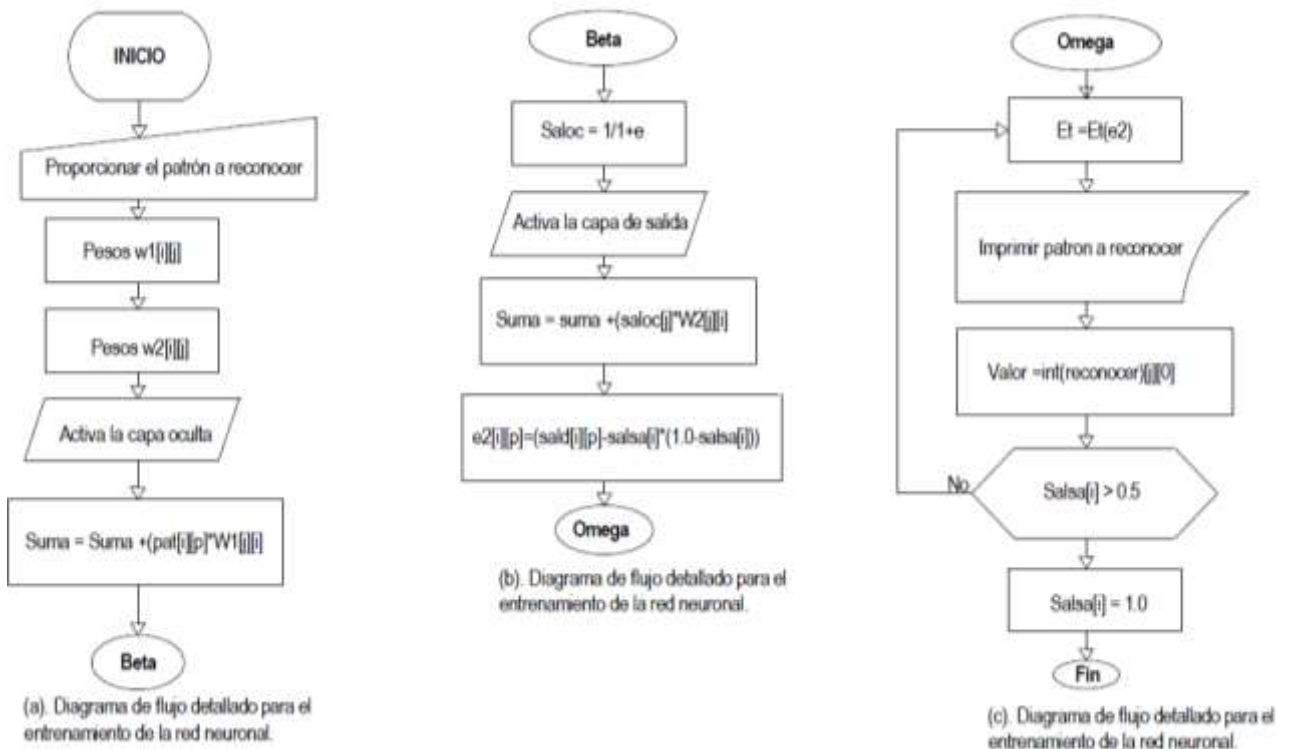 INICIO
Proporcionar el patrón a reconocer
Pesos w1[i][j]
Pesos w2[i][j]
Activa la capa oculta
Suma = Suma +(pat[i][p]*W1[j][i]
Beta
(a). Diagrama de flujo detallado para el
entrenamiento de la red neuronal.
Beta
Saloc = 1/1+e
Activa la capa de salida
Suma = suma +(saloc[j]*W2[j][i]
e2[i][p]=(sald[i][p]-salsa[i]*(1.0-salsa[i]))
Omega
(b). Diagrama de flujo detallado para el
entrenamiento de la red neuronal.
Omega
Et =Et(e2)
Imprimir patron a reconocer
Valor =int(reconocer)[j][0]
No
Salsa[i] > 0.5
Salsa[i] = 1.0
Fin
(c). Diagrama de flujo detallado para el
entrenamiento de la red neuronal.